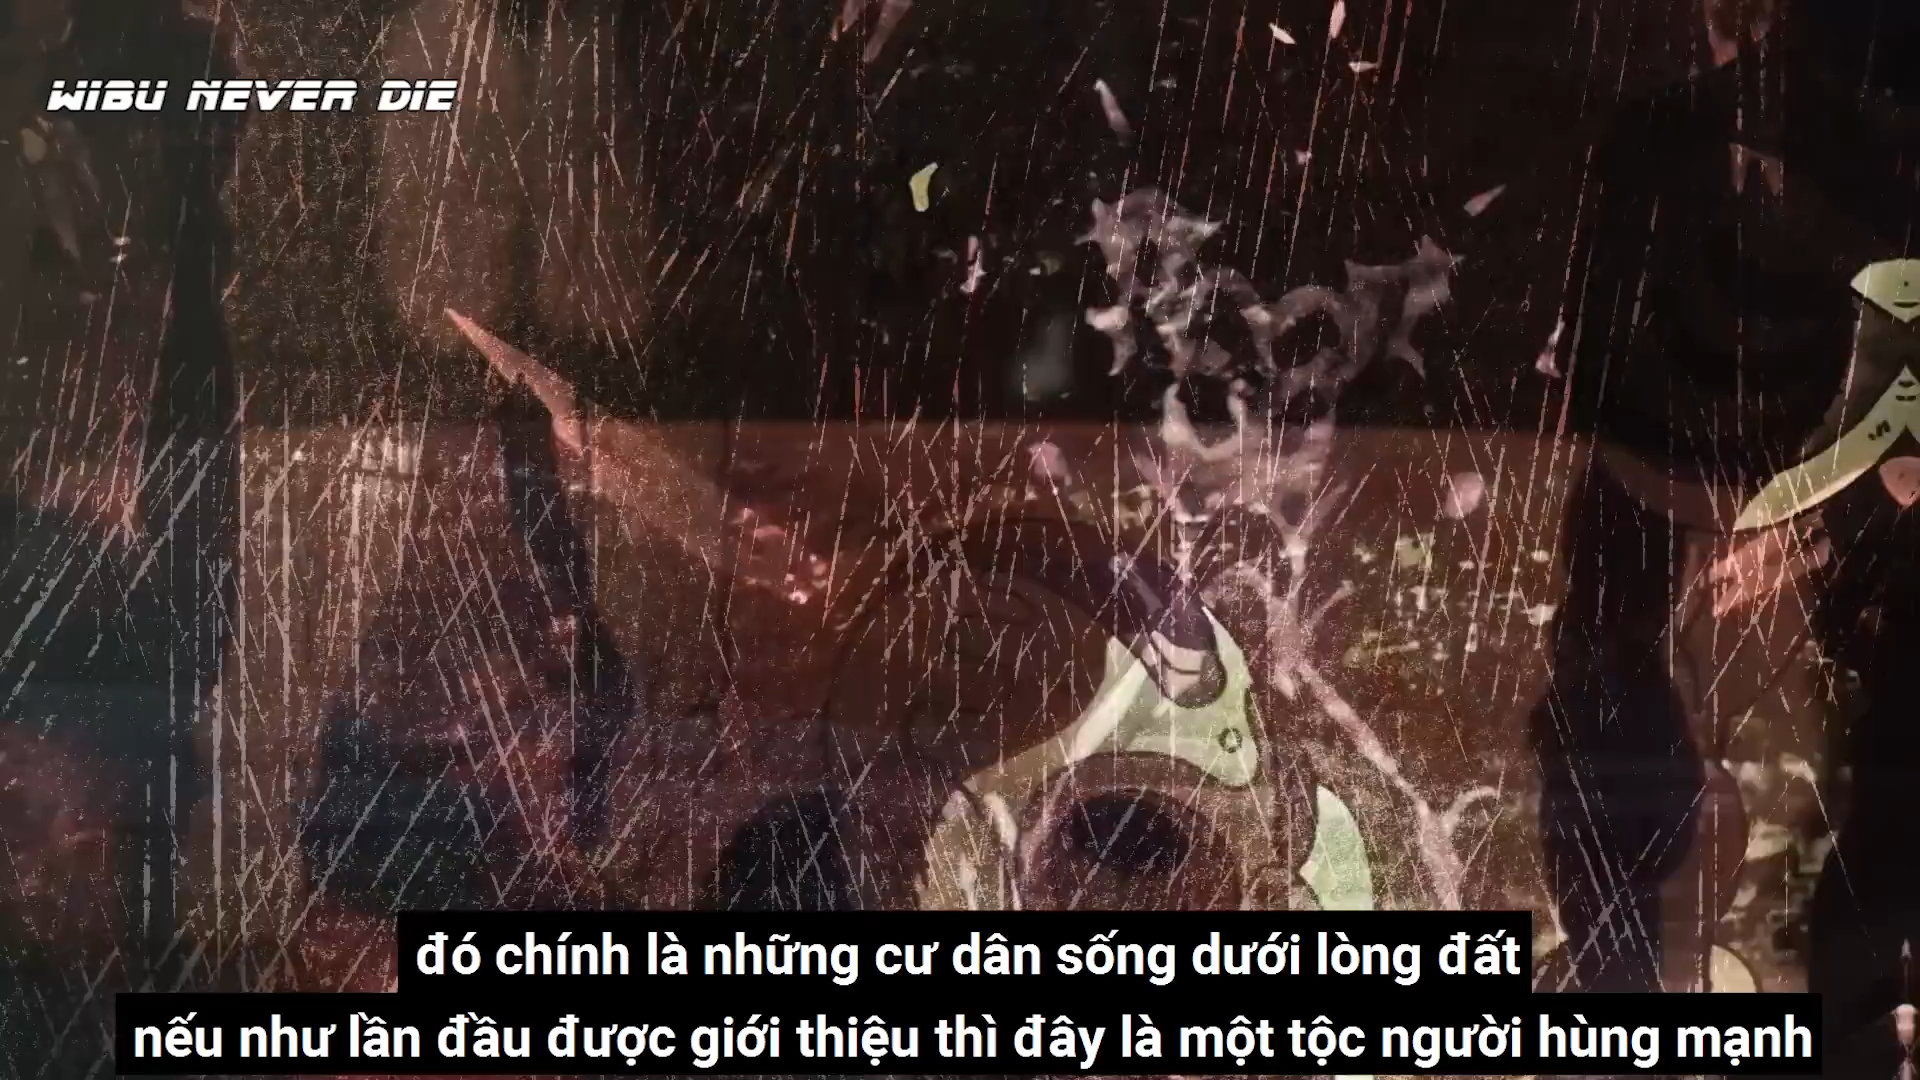 WIBU NEVER DIE
đó chính là những cư dân sống dưới lòng đất
nếu như lần đầu được giới thiệu thì đây là một tộc người hùng mạnh